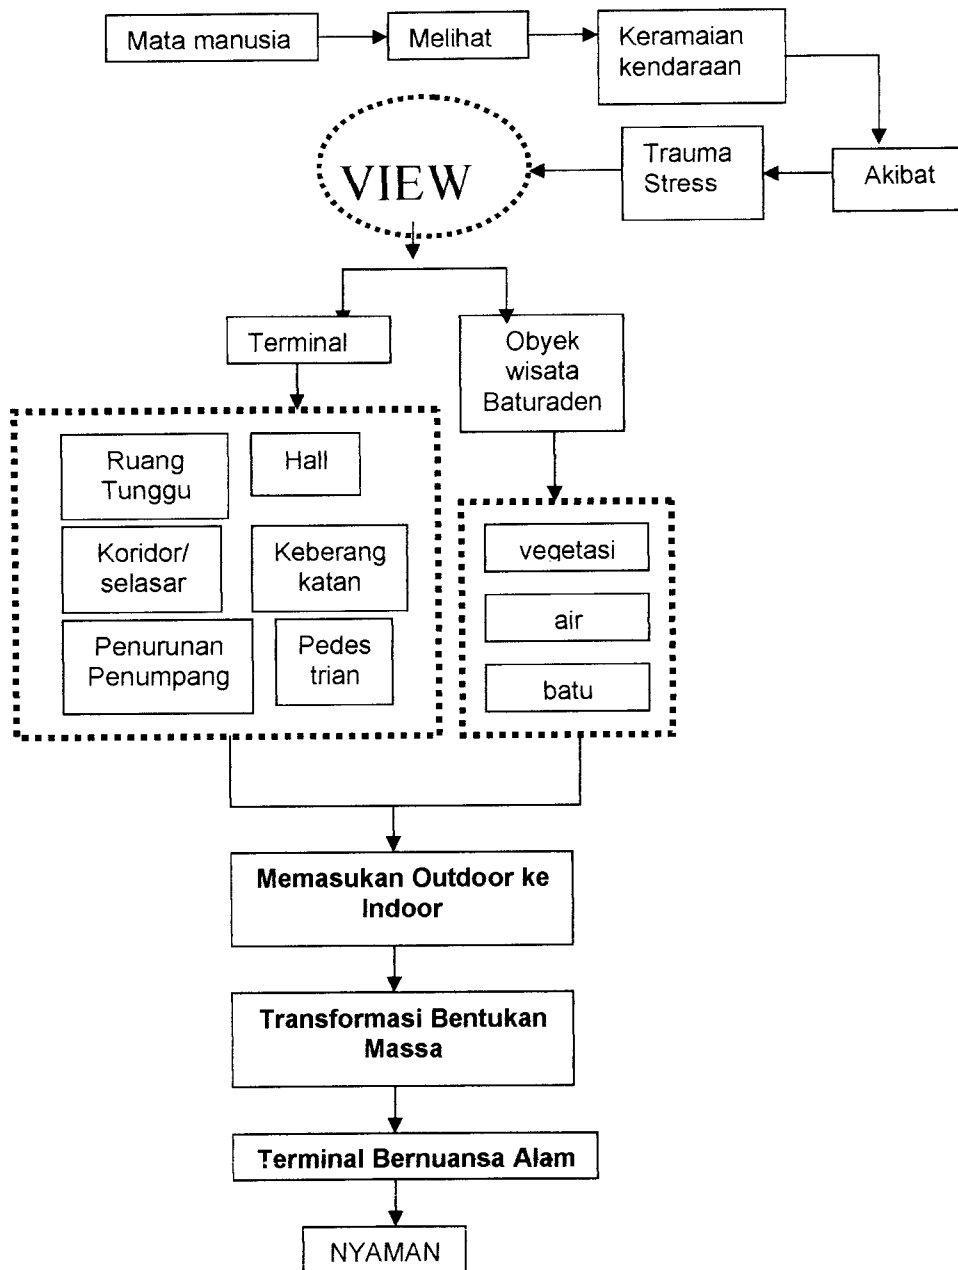 Mata manusia
Melihat
Keramaian
kendaraan
Akibat
Trauma
Stress
VIEW
Terminal
Obyek
wisata
Baturaden
Ruang
Tunggu
Hall
Koridor/
selasar
Keberang
katan
Penurunan
Penumpang
Pedes
trian
vegetasi
air
batu
Memasukan Outdoor ke
Indoor
Transformasi Bentukan
Massa
Terminal Bernuansa Alam
NYAMAN